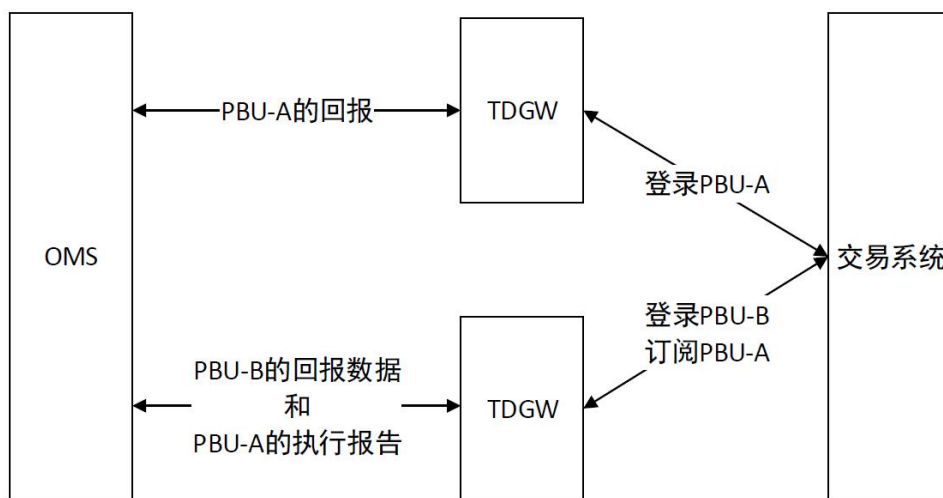 PBU-A的回报
TDGW
登录PBU-A
OMS
交易系统
登录PBU-B
订阅PBU-A
PBU-B的回报数据
和
PBU-A的执行报告
TDGW